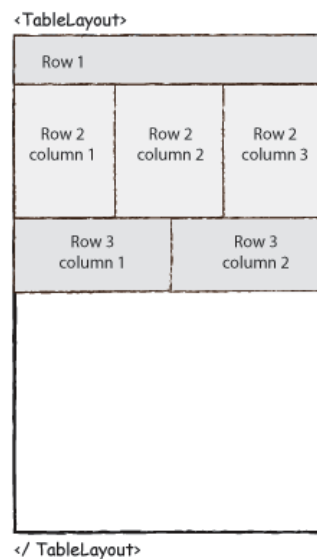 <TableLayout>
Row 1
Row 2
column 1
Row 2
column 2
Row 2
column 3
Row 3
column 1
Row 3
column 2
</ TableLayout>